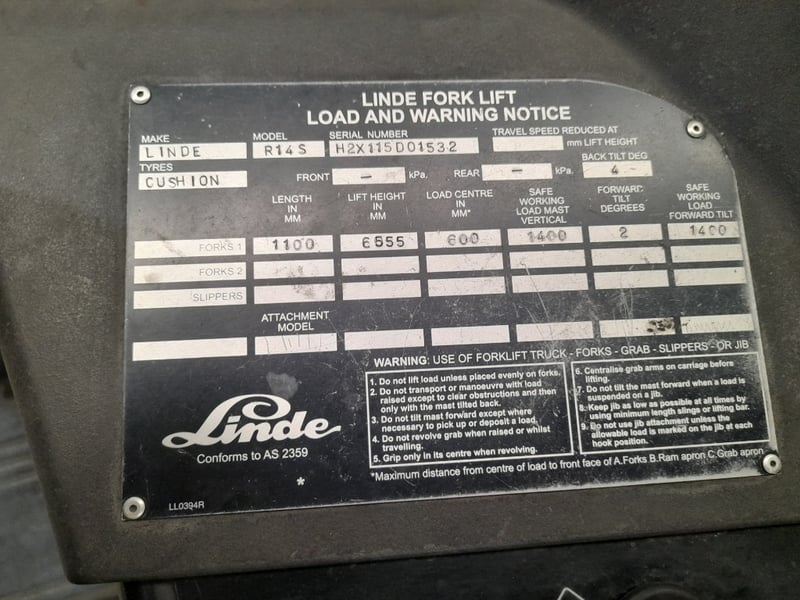 LINDE FORK LIFT
LOAD AND WARNING NOTICE
MAKE MODEL SERIAL NUMBER TRAVEL SPEED REDUCED AT
LINDE R14S H2X115D01532 mm LIFT HEIGHT
TYRES FRONT - kPa. REAR - kPa. BACK TILT DEG
CUSHION 4
LENGTH IN MM LIFT HEIGHT IN MM LOAD CENTRE IN MM* SAFE WORKING LOAD MAST VERTICAL FORWARD TILT DEGREES SAFE WORKING LOAD FORWARD TILT
FORKS 1 1100 6555 600 1400 2 1400
FORKS 2
SLIPPERS
ATTACHMENT
MODEL
WARNING: USE OF FORKLIFT TRUCK - FORKS - GRAB - SLIPPERS - OR JIB
1. Do not lift load unless placed evenly on forks.
2. Do not transport or manoeuvre with load
raised except to clear obstructions and then
only with the mast tilted back.
3. Do not tilt mast forward except where
necessary to pick up or deposit a load.
4. Do not revolve grab when raised or whilst
travelling.
5. Grip only in its centre when revolving.
6. Centralise grab arms on carriage before
lifting.
7. Do not tilt the mast forward when a load is
suspended on a jib.
8. Keep jib as low as possible at all times by
using minimum length slings or lifting bar.
9. Do not use jib attachment unless the
allowable load is marked on the jib at each
hook position.
*Maximum distance from centre of load to front face of A.Forks B.Ram apron C.Grab apron
Linde
Conforms to AS 2359
*
LL0394R